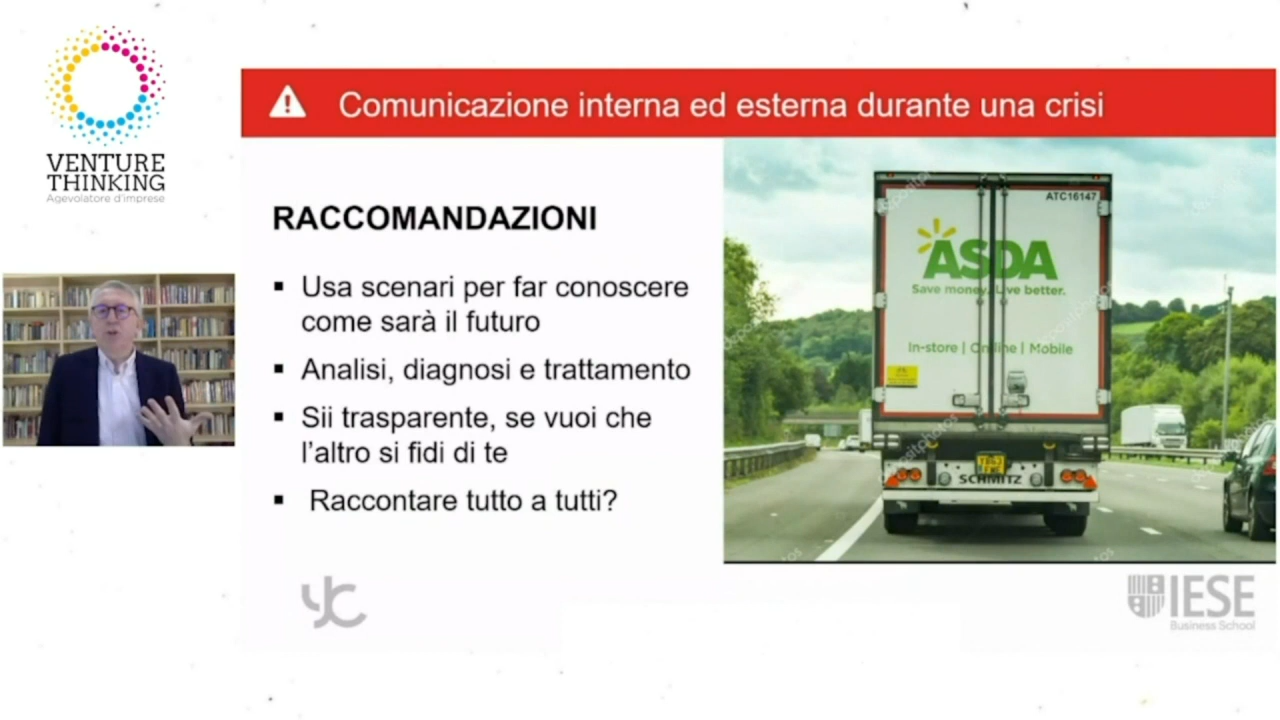 VENTURE
THINKING
Agevolatore d'imprese
Comunicazione interna ed esterna durante una crisi
RACCOMANDAZIONI
▪ Usa scenari per far conoscere
come sarà il futuro
▪ Analisi, diagnosi e trattamento
▪ Sii trasparente, se vuoi che
l'altro si fidi di te
▪ Raccontare tutto a tutti?
ATC16147
ASDA
Save money. Live better.
In-store | Online | Mobile
SCHMITZ
yc
IESE
Business School